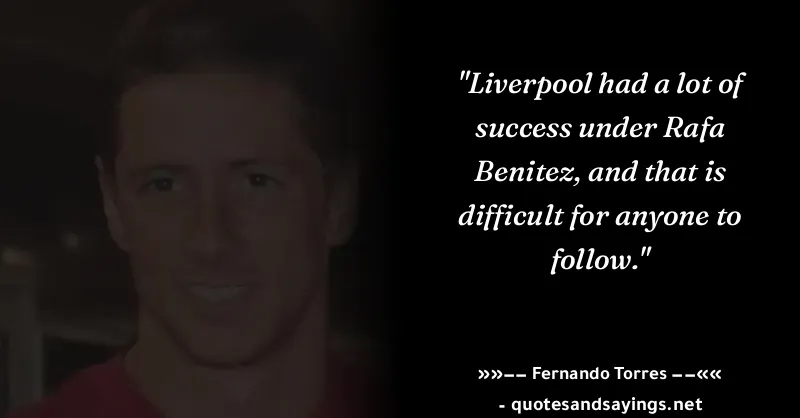 "Liverpool had a lot of
success under Rafa
Benitez, and that is
difficult for anyone to
follow."
»»−− Fernando Torres −−««
- quotesandsayings.net